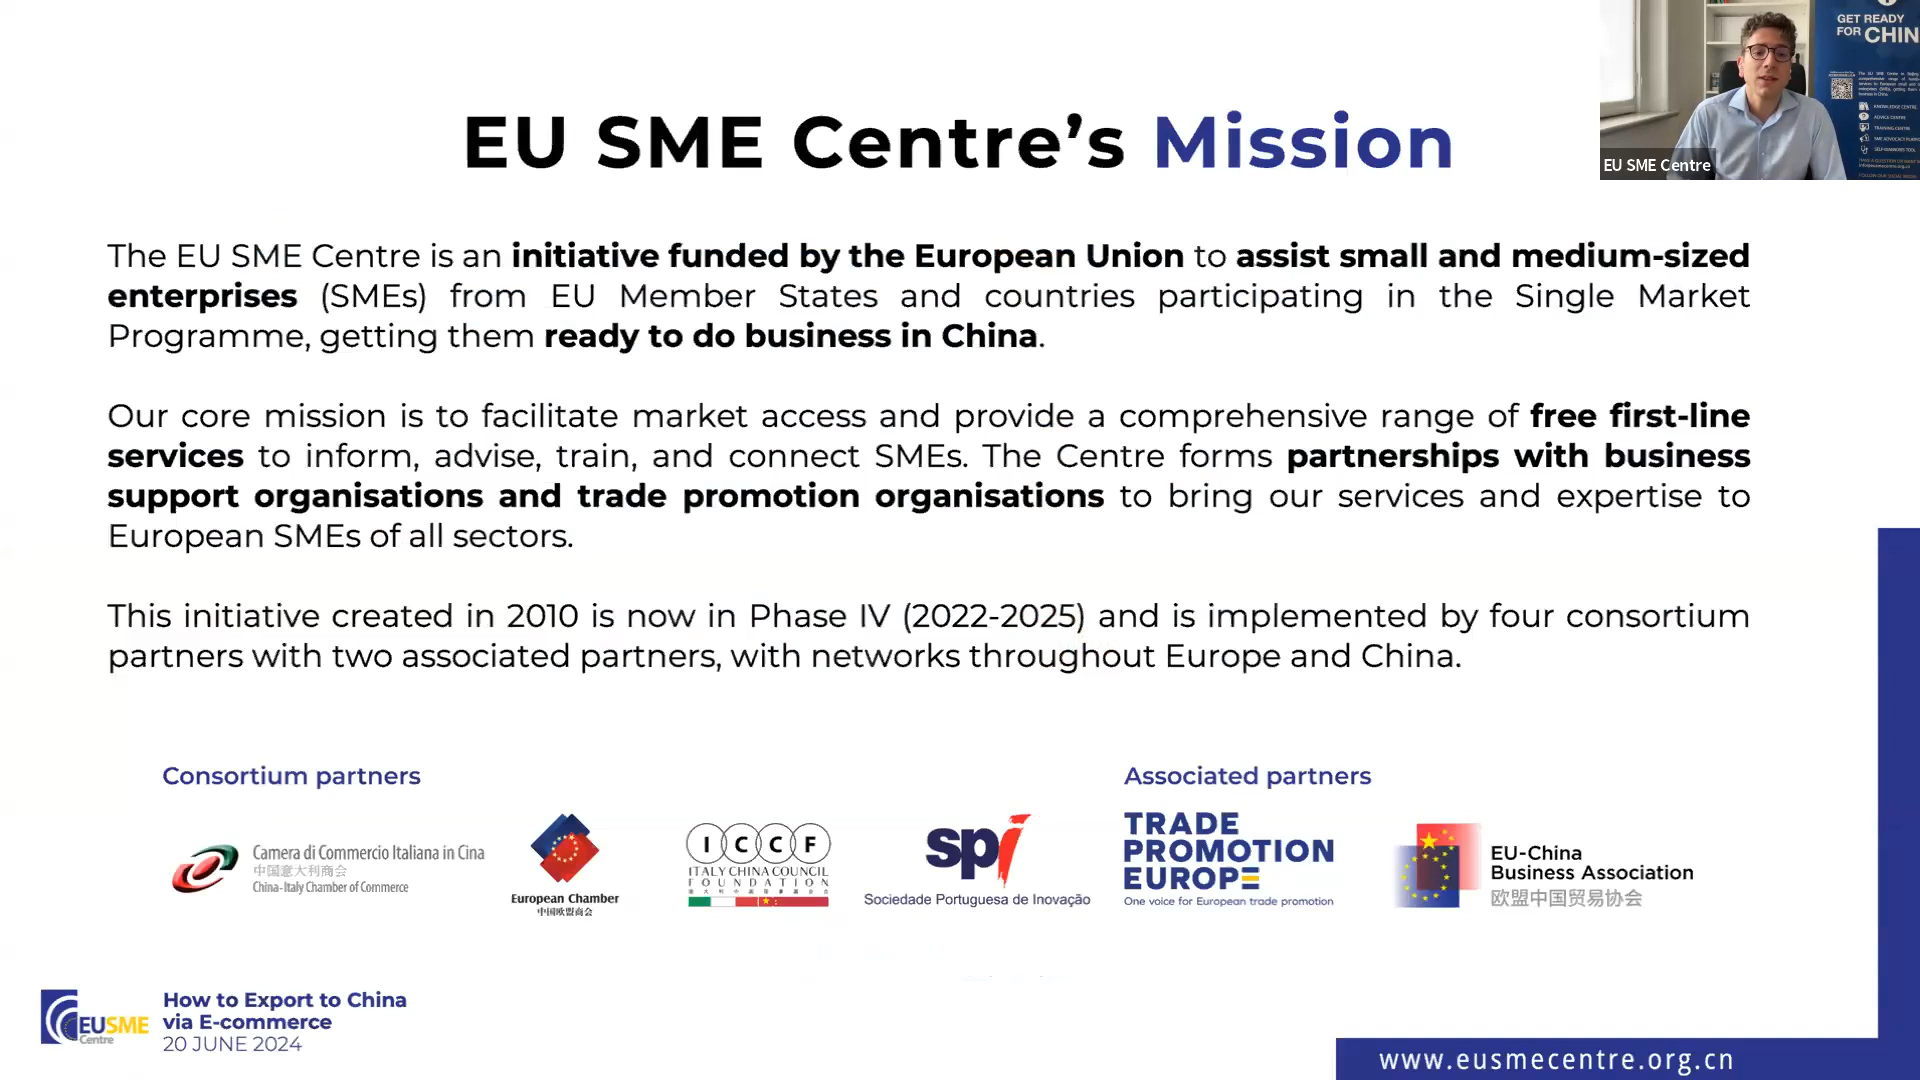 GET READY
FOR CHIN
KNOWLEDGE CENTRE
ADVICE CENTRE
TRAINING CENTRE
EU SME Centre
EU SME Centre’s Mission
The EU SME Centre is an initiative funded by the European Union to assist small and medium-sized
enterprises (SMEs) from EU Member States and countries participating in the Single Market
Programme, getting them ready to do business in China.
Our core mission is to facilitate market access and provide a comprehensive range of free first-line
services to inform, advise, train, and connect SMEs. The Centre forms partnerships with business
support organisations and trade promotion organisations to bring our services and expertise to
European SMEs of all sectors.
This initiative created in 2010 is now in Phase IV (2022-2025) and is implemented by four consortium
partners with two associated partners, with networks throughout Europe and China.
Consortium partners
Camera di Commercio Italiana in Cina
中国意大利商会
China-Italy Chamber of Commerce
European Chamber
中国欧盟商会
ICCF
ITALY CHINA COUNCIL
FOUNDATION
spi
Sociedade Portuguesa de Inovação
Associated partners
TRADE
PROMOTION
EUROPE
One voice for European trade promotion
EU-China
Business Association
欧盟中国贸易协会
EUSME
Centre
How to Export to China
via E-commerce
20 JUNE 2024
www.eusmecentre.org.cn